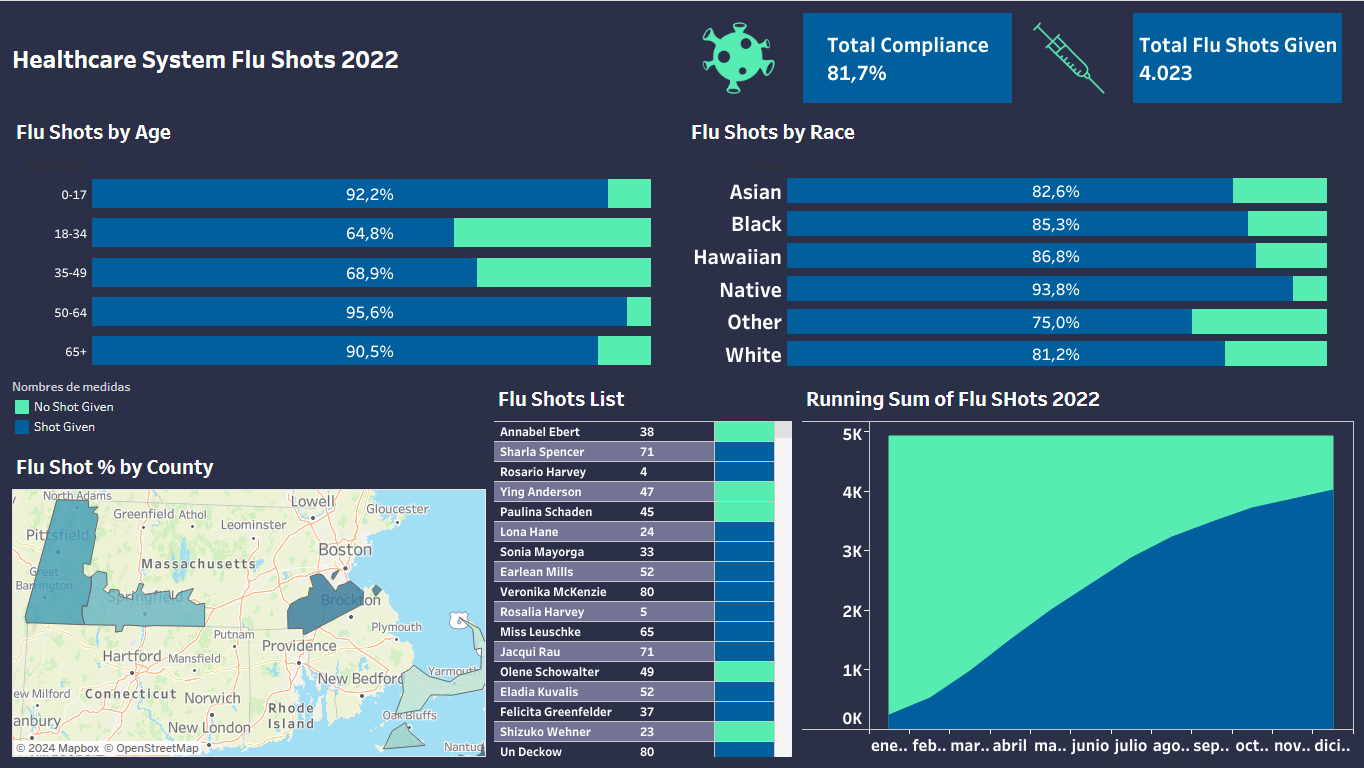 Healthcare System Flu Shots 2022
Total Compliance
81,7%
Total Flu Shots Given
4.023
Flu Shots by Age
0-17 92,2%
18-34 64,8%
35-49 68,9%
50-64 95,6%
65+ 90,5%
Nombres de medidas
No Shot Given
Shot Given
Flu Shots by Race
Asian 82,6%
Black 85,3%
Hawaiian 86,8%
Native 93,8%
Other 75,0%
White 81,2%
Flu Shot % by County
North Adams
Lowell
Gloucester
Greenfield Athol
Leominster
Pittsfield
Boston
Massachusetts
Great
Barrington
Springfield
Brockton
Putnam
Plymouth
Providence
Hartford
Mansfield
Yarmouth
New Bedford
ew Milford
Connecticut
Norwich
Rhode
Island
Oak Bluffs
anbury
New London
Nantuc
© 2024 Mapbox © OpenStreetMap
Flu Shots List
Annabel Ebert 38
Sharla Spencer 71
Rosario Harvey 4
Ying Anderson 47
Paulina Schaden 45
Lona Hane 24
Sonia Mayorga 33
Earlean Mills 52
Veronika McKenzie 80
Rosalia Harvey 5
Miss Leuschke 65
Jacqui Rau 71
Olene Schowalter 49
Eladia Kuvalis 52
Felicita Greenfelder 37
Shizuko Wehner 23
Un Deckow 80
Running Sum of Flu SHots 2022
5K
4K
3K
2K
1K
0K
ene.. feb.. mar.. abril ma.. junio julio ago.. sep.. oct.. nov.. dici..